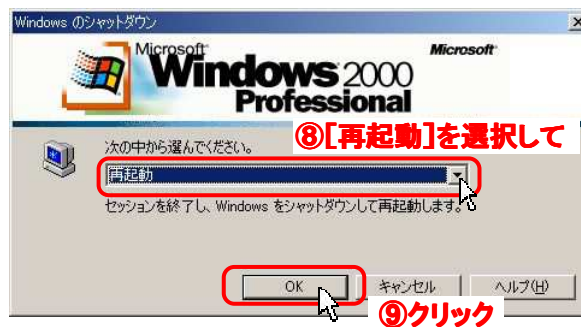 Windows のシャットダウン
Microsoft
Windows 2000
Professional
Microsoft
⑧[再起動]を選択して
次の中から選んでください。
再起動
セッションを終了し、Windows をシャットダウンして再起動します。
OK
キャンセル
ヘルプ(H)
⑨クリック